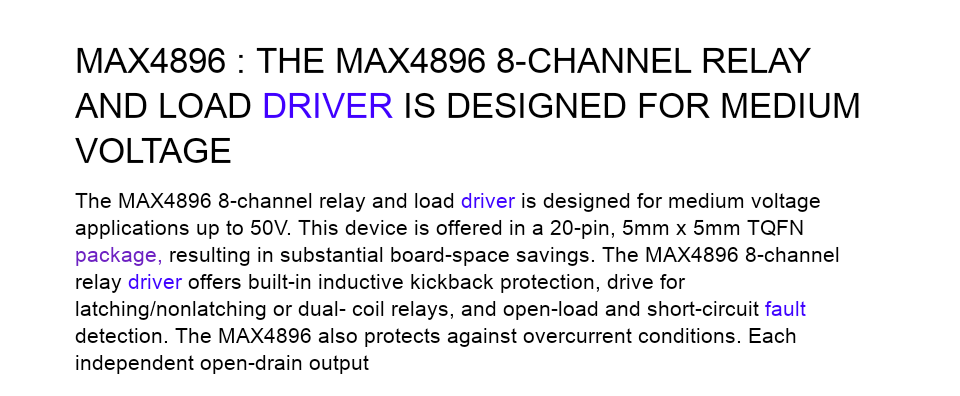 MAX4896 : THE MAX4896 8-CHANNEL RELAY
AND LOAD DRIVER IS DESIGNED FOR MEDIUM
VOLTAGE
The MAX4896 8-channel relay and load driver is designed for medium voltage
applications up to 50V. This device is offered in a 20-pin, 5mm x 5mm TQFN
package, resulting in substantial board-space savings. The MAX4896 8-channel
relay driver offers built-in inductive kickback protection, drive for
latching/nonlatching or dual- coil relays, and open-load and short-circuit fault
detection. The MAX4896 also protects against overcurrent conditions. Each
independent open-drain output